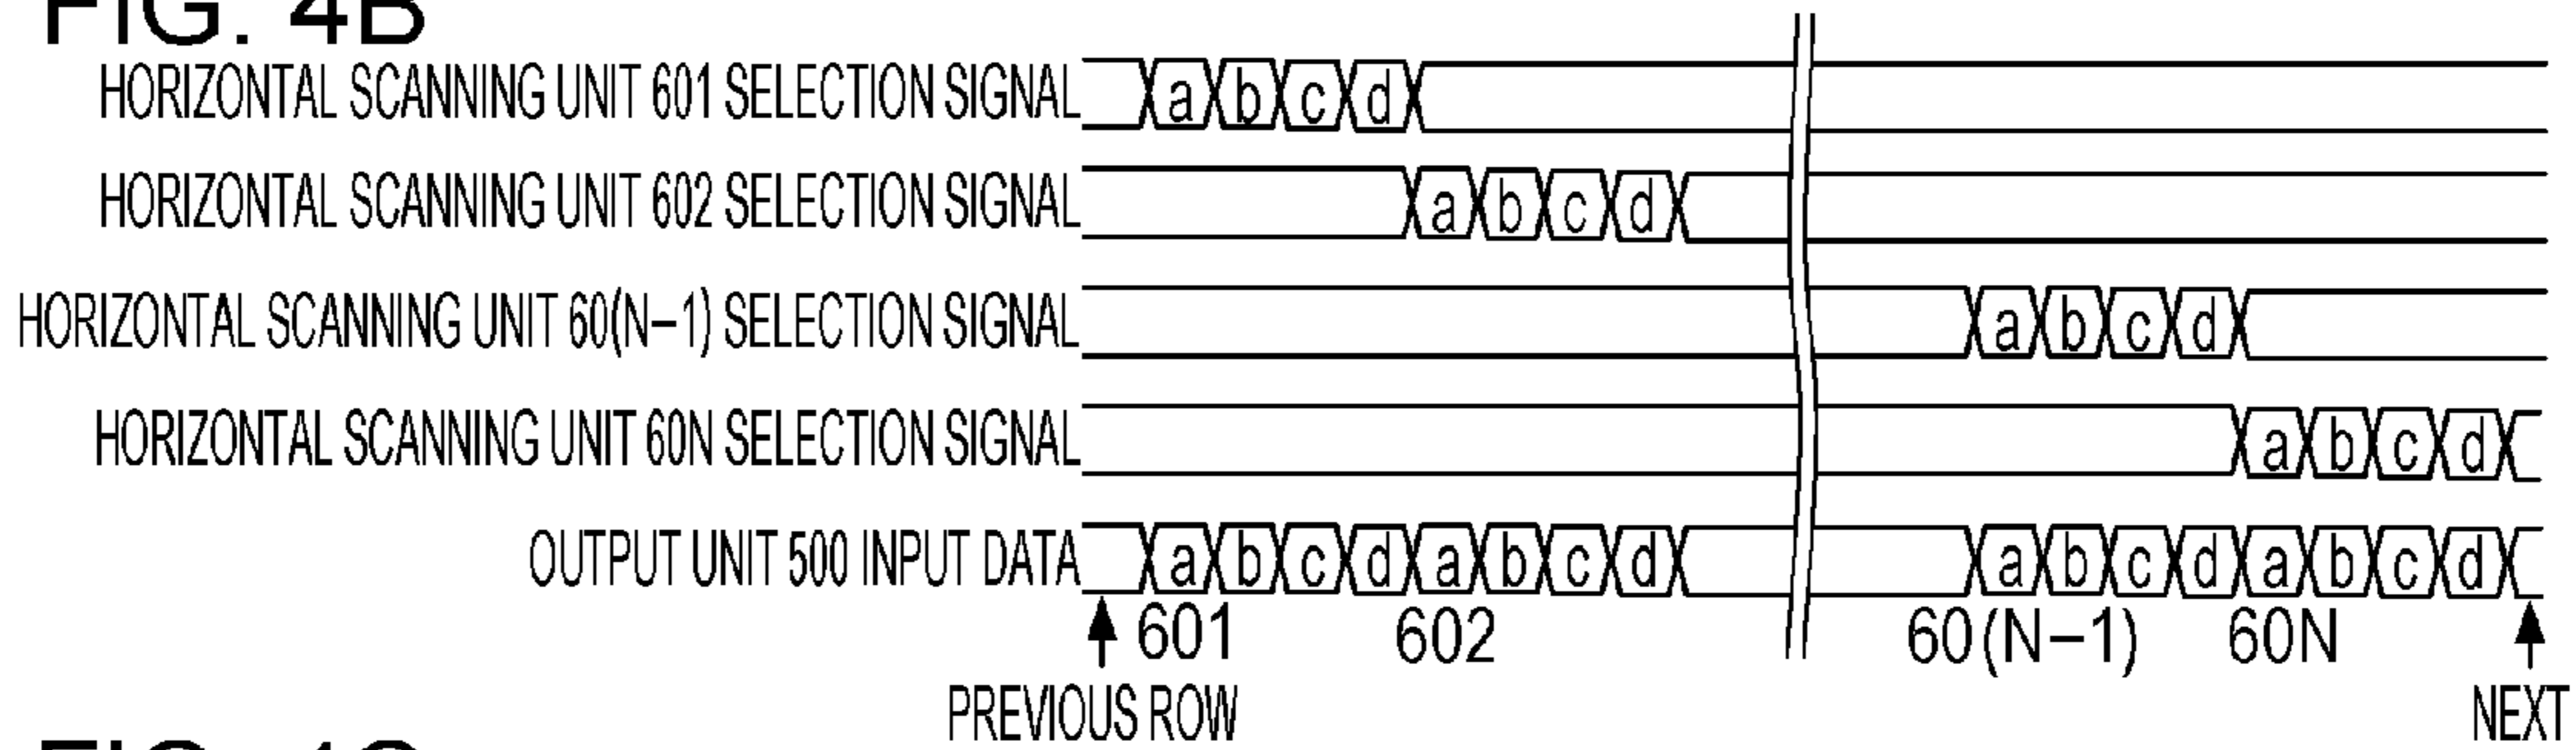 FIG. 4B
HORIZONTAL SCANNING UNIT 601 SELECTION SIGNAL a b c d
HORIZONTAL SCANNING UNIT 602 SELECTION SIGNAL a b c d
HORIZONTAL SCANNING UNIT 60(N-1) SELECTION SIGNAL a b c d
HORIZONTAL SCANNING UNIT 60N SELECTION SIGNAL a b c d
OUTPUT UNIT 500 INPUT DATA a b c d a b c d a b c d a b c d
601 602 60(N-1) 60N
PREVIOUS ROW NEXT